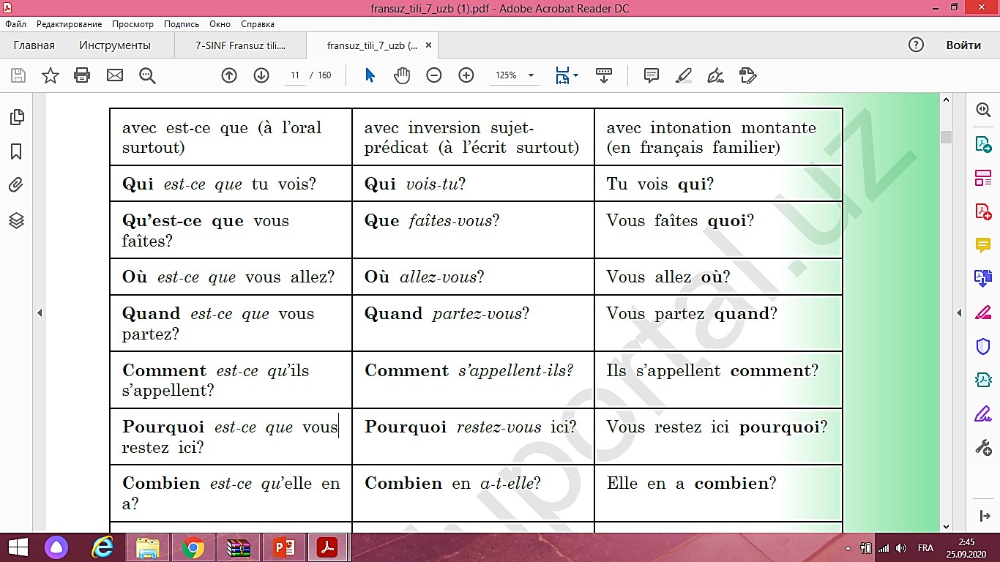 fransuz_tili_7_uzb (1).pdf - Adobe Acrobat Reader DC
Файл Редактирование Просмотр Подпись Окно Справка
Главная Инструменты 7-SINF Fransuz tili.... fransuz_tili_7_uzb (... × Войти
11 / 160 125%
avec est-ce que (à l’oral
surtout)
avec inversion sujet-
prédicat (à l’écrit surtout)
avec intonation montante
(en français familier)
Qui est-ce que tu vois?
Qui vois-tu?
Tu vois qui?
Qu’est-ce que vous
faîtes?
Que faîtes-vous?
Vous faîtes quoi?
Où est-ce que vous allez?
Où allez-vous?
Vous allez où?
Quand est-ce que vous
partez?
Quand partez-vous?
Vous partez quand?
Comment est-ce qu’ils
s’appellent?
Comment s’appellent-ils?
Ils s’appellent comment?
Pourquoi est-ce que vous
restez ici?
Pourquoi restez-vous ici?
Vous restez ici pourquoi?
Combien est-ce qu’elle en
a?
Combien en a-t-elle?
Elle en a combien?
uportal.uz
FRA
2:45
25.09.2020